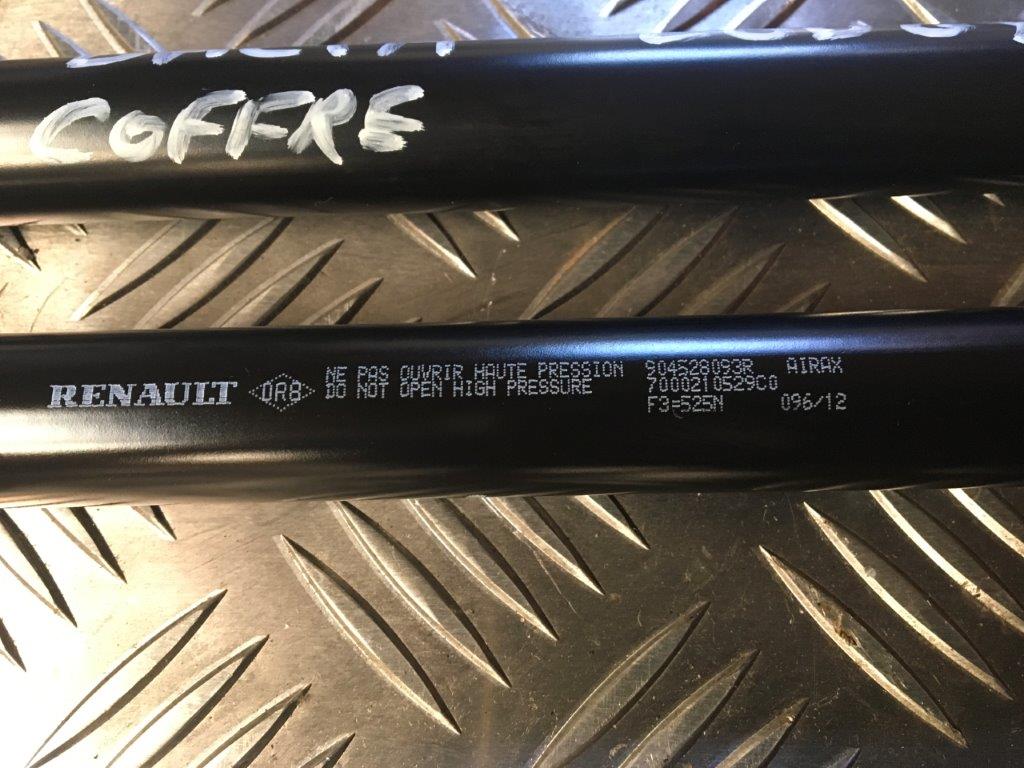 COFFRE
RENAULT DR8
NE PAS OUVRIR HAUTE PRESSION
DO NOT OPEN HIGH PRESSURE
904528093R AIRAX
7000210529C0
F3=525N 096/12